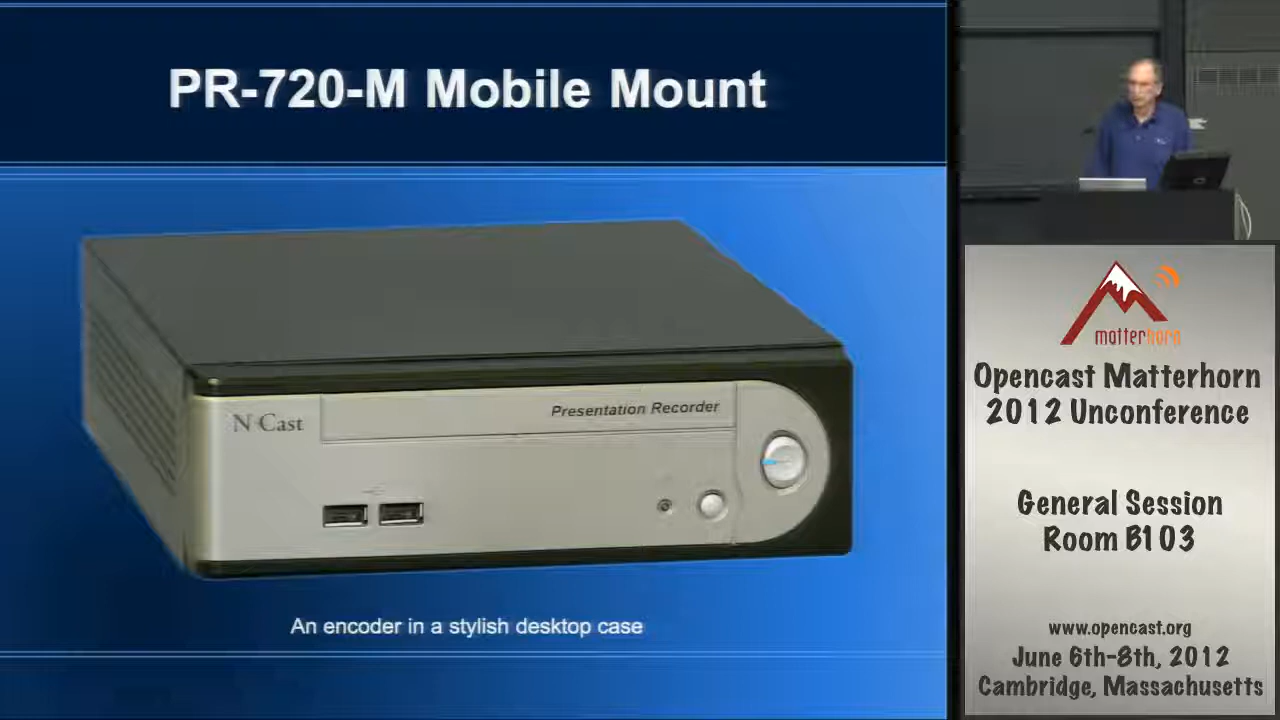 PR-720-M Mobile Mount
N Cast
Presentation Recorder
An encoder in a stylish desktop case
matterhorn
Opencast Matterhorn
2012 Unconference
General Session
Room B103
www.opencast.org
June 6th-8th, 2012
Cambridge, Massachusetts